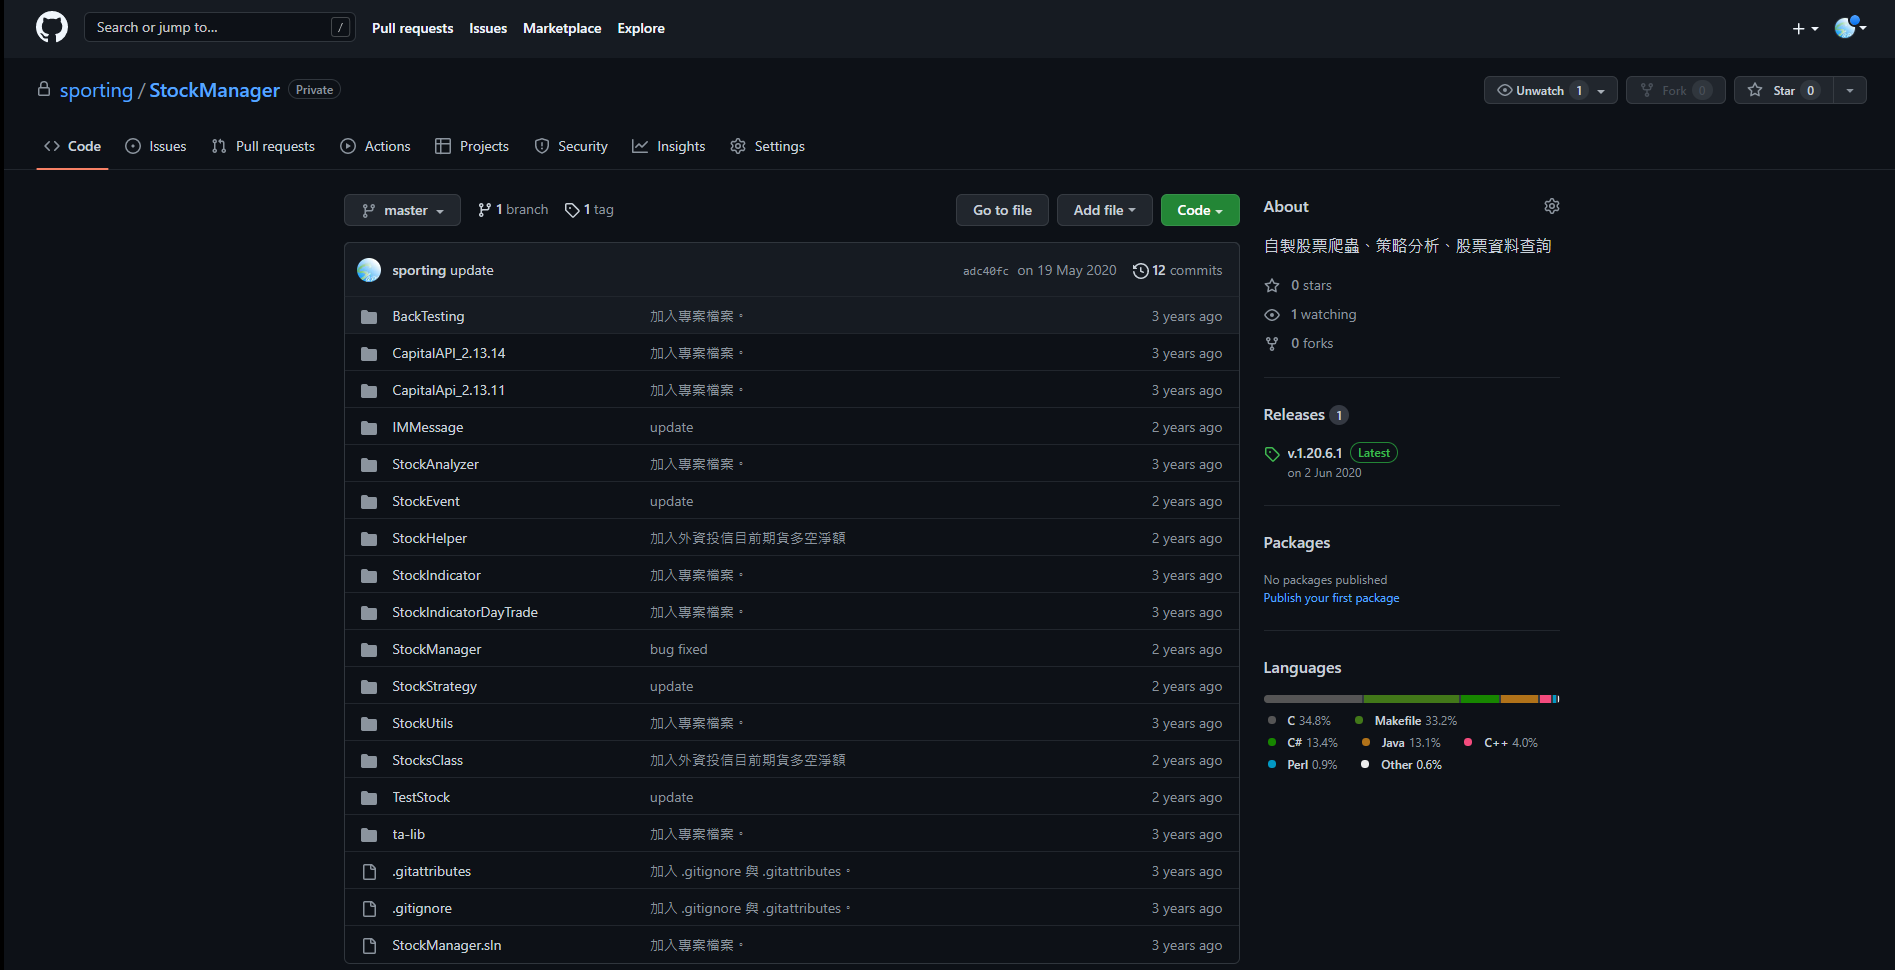 Search or jump to... /
Pull requests Issues Marketplace Explore
sporting / StockManager Private
Unwatch 1 Fork 0 Star 0
Code Issues Pull requests Actions Projects Security Insights Settings
master 1 branch 1 tag Go to file Add file Code
sporting update adc40fc on 19 May 2020 12 commits
BackTesting 加入專案檔案。 3 years ago
CapitalAPI_2.13.14 加入專案檔案。 3 years ago
CapitalApi_2.13.11 加入專案檔案。 3 years ago
IMMessage update 2 years ago
StockAnalyzer 加入專案檔案。 3 years ago
StockEvent update 2 years ago
StockHelper 加入外資投信目前期貨多空淨額 2 years ago
StockIndicator 加入專案檔案。 3 years ago
StockIndicatorDayTrade 加入專案檔案。 3 years ago
StockManager bug fixed 2 years ago
StockStrategy update 2 years ago
StockUtils 加入專案檔案。 3 years ago
StocksClass 加入外資投信目前期貨多空淨額 2 years ago
TestStock update 2 years ago
ta-lib 加入專案檔案。 3 years ago
.gitattributes 加入 .gitignore 與 .gitattributes。 3 years ago
.gitignore 加入 .gitignore 與 .gitattributes。 3 years ago
StockManager.sln 加入專案檔案。 3 years ago
About
自製股票爬蟲、策略分析、股票資料查詢
0 stars
1 watching
0 forks
Releases 1
v.1.20.6.1 Latest
on 2 Jun 2020
Packages
No packages published
Publish your first package
Languages
C 34.8% Makefile 33.2%
C# 13.4% Java 13.1% C++ 4.0%
Perl 0.9% Other 0.6%